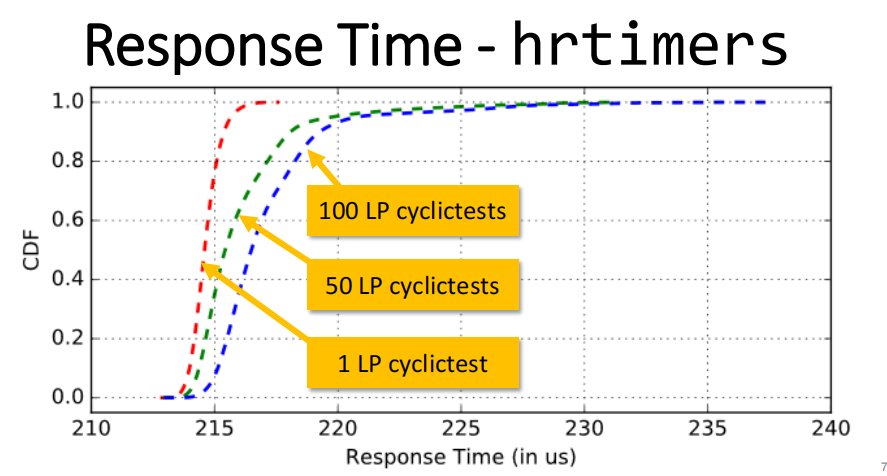 Response Time - hrtimers
1.0
0.8
0.6
0.4
0.2
0.0
CDF
100 LP cyclictests
50 LP cyclictests
1 LP cyclictest
210 215 220 225 230 235 240
Response Time (in us)
7